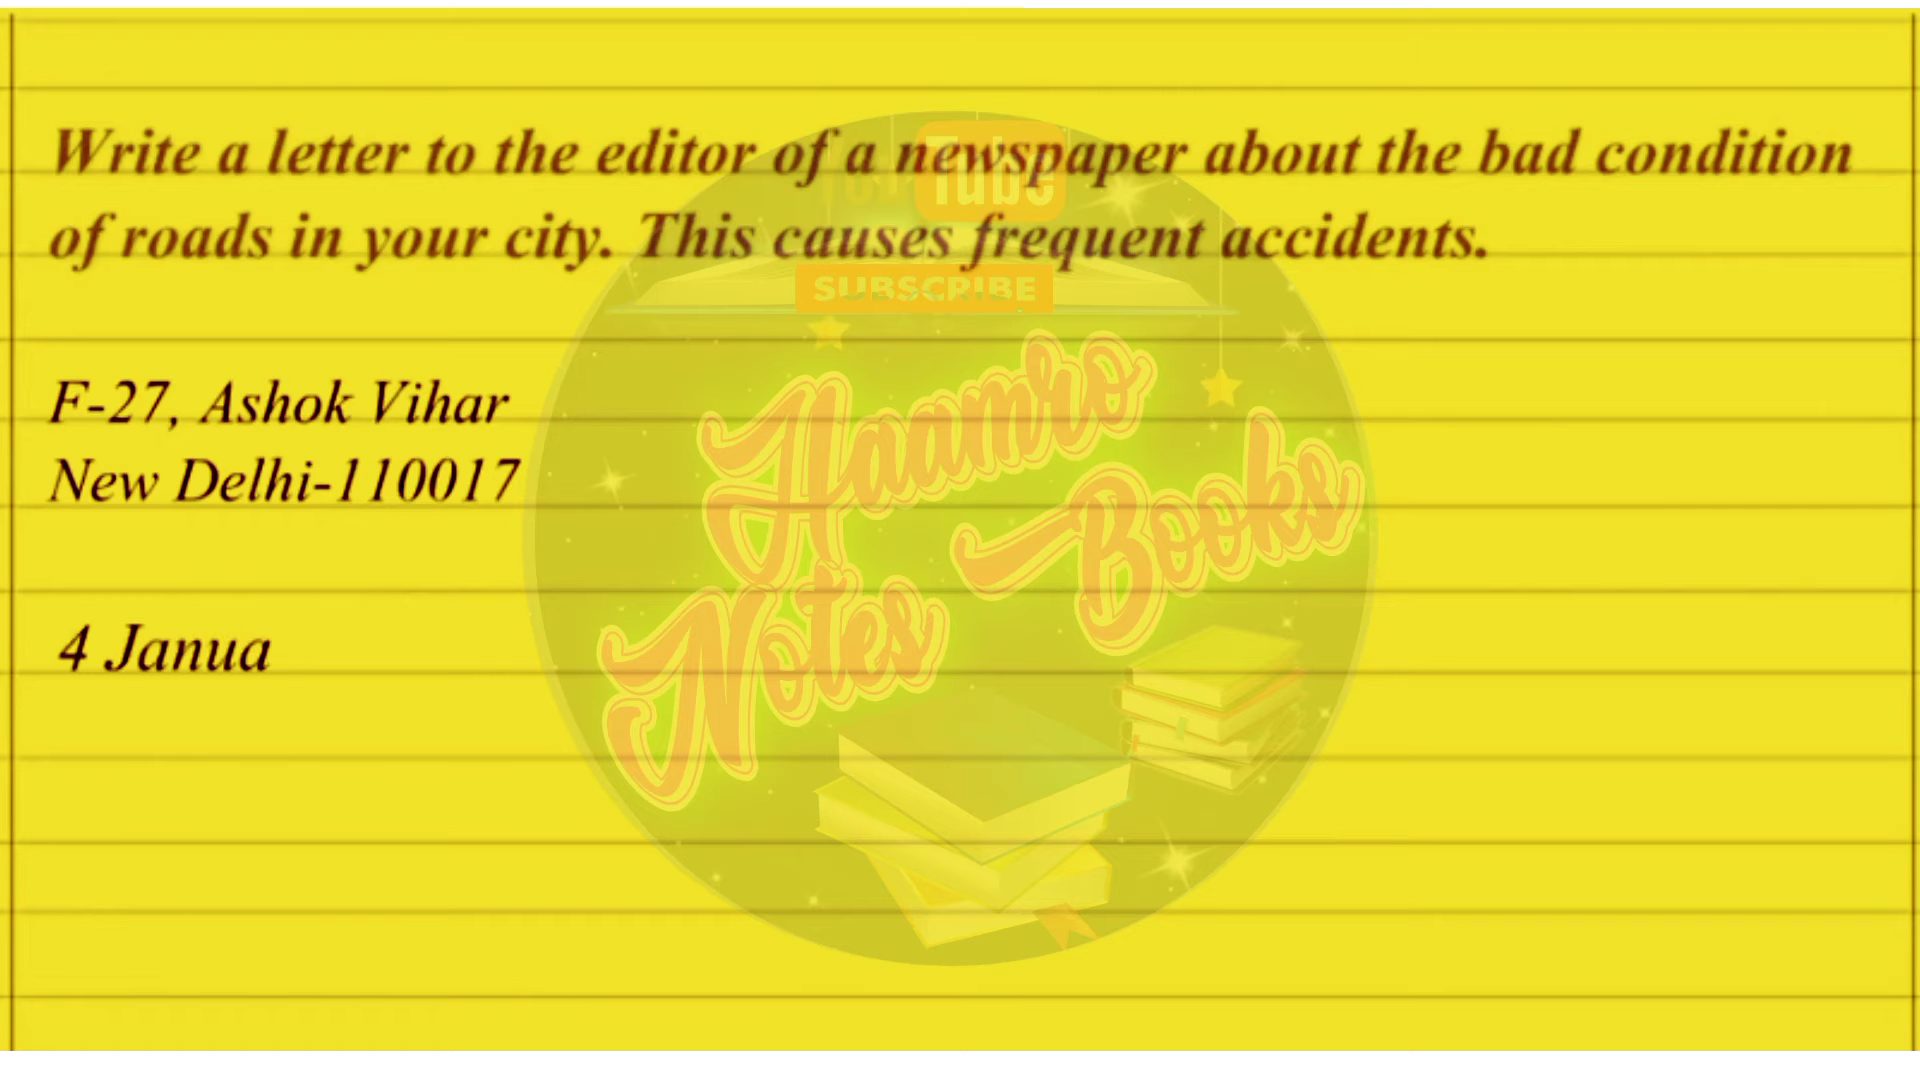 Write a letter to the editor of a newspaper about the bad condition
of roads in your city. This causes frequent accidents.
YouTube
SUBSCRIBE
F-27, Ashok Vihar
New Delhi-110017
4 Janua
Haamro
Notes - Books